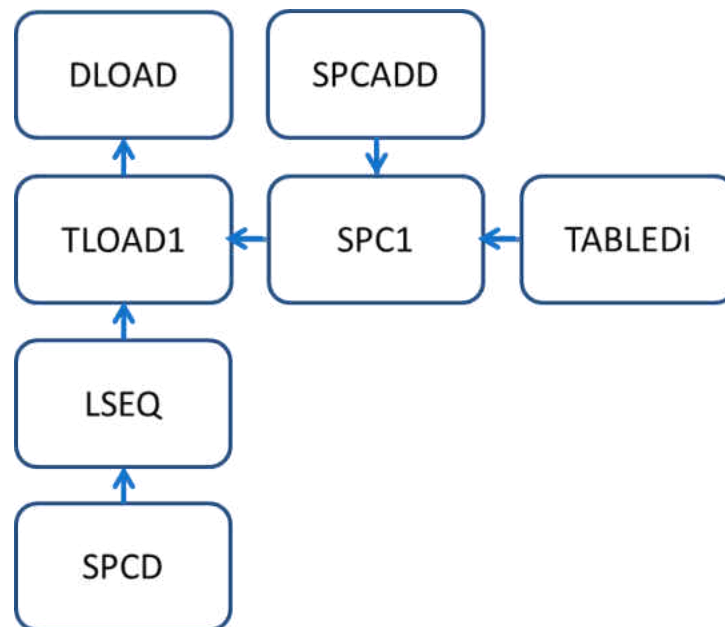 DLOAD
SPCADD
TLOAD1
SPC1
TABLEDi
LSEQ
SPCD